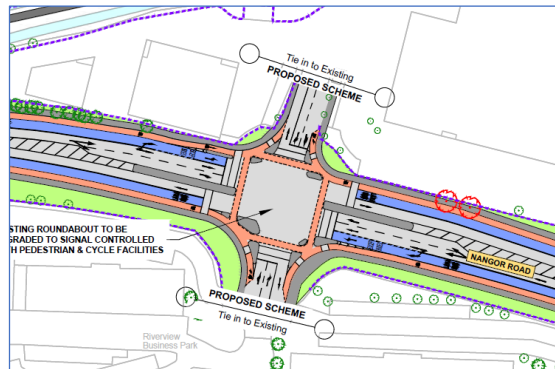 Tie in to Existing
PROPOSED SCHEME
STING ROUNDABOUT TO BE
GRADED TO SIGNAL CONTROLLED
H PEDESTRIAN & CYCLE FACILITIES
NANGOR ROAD
PROPOSED SCHEME
Tie in to Existing
Riverview
Business Park